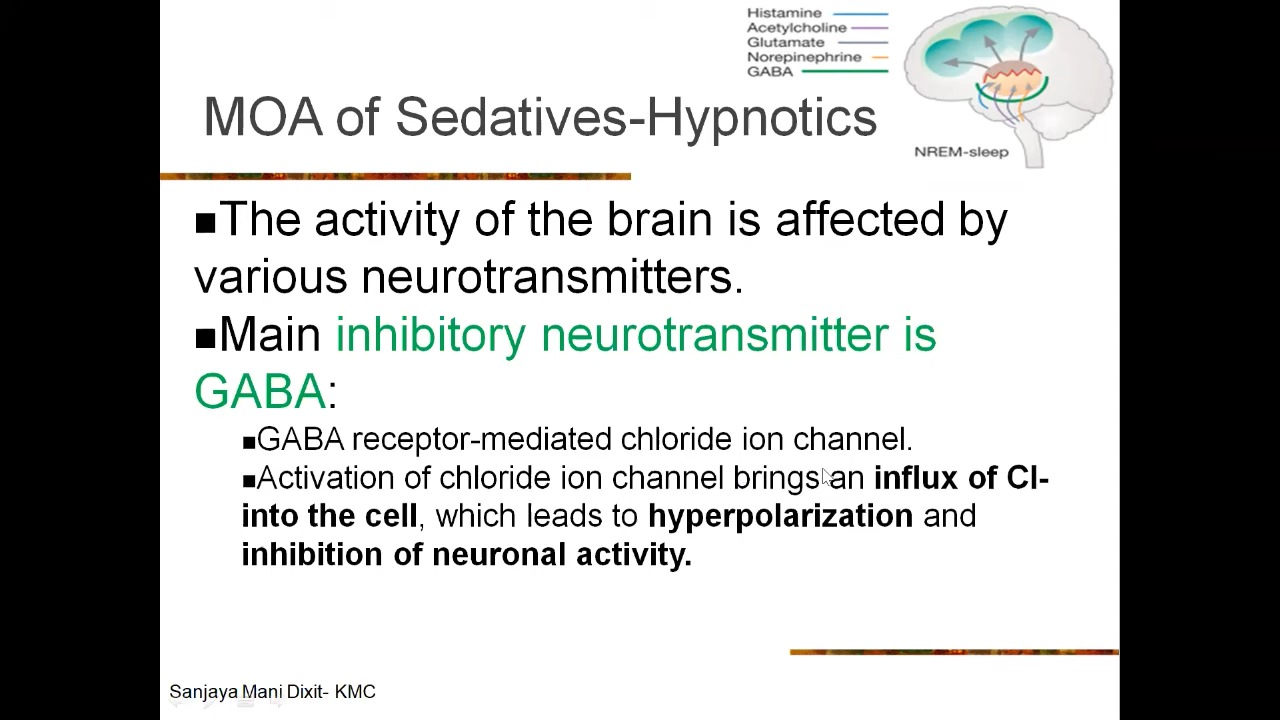 Histamine
Acetylcholine
Glutamate
Norepinephrine
GABA
MOA of Sedatives-Hypnotics
NREM-sleep
■The activity of the brain is affected by
various neurotransmitters.
■Main inhibitory neurotransmitter is
GABA:
■GABA receptor-mediated chloride ion channel.
■Activation of chloride ion channel brings an influx of Cl-
into the cell, which leads to hyperpolarization and
inhibition of neuronal activity.
Sanjaya Mani Dixit- KMC